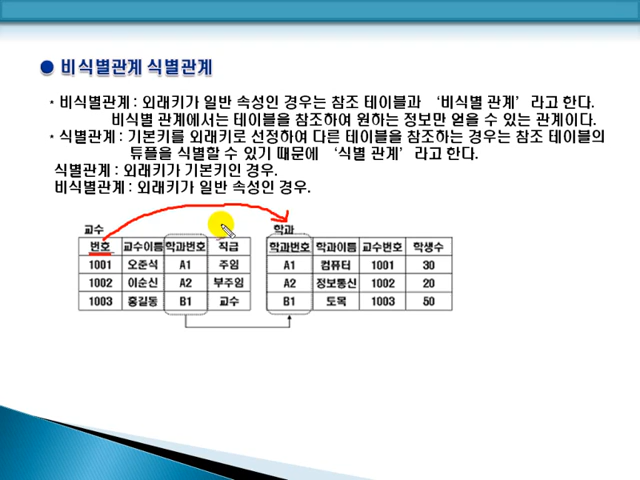 ● 비식별관계 식별관계
• 비식별관계 : 외래키가 일반 속성인 경우는 참조 테이블과 ‘비식별 관계’ 라고 한다.
비식별 관계에서는 테이블을 참조하여 원하는 정보만 얻을 수 있는 관계이다.
• 식별관계 : 기본키를 외래키로 선정하여 다른 테이블을 참조하는 경우는 참조 테이블의
튜플을 식별할 수 있기 때문에 ‘식별 관계’ 라고 한다.
식별관계 : 외래키가 기본키인 경우.
비식별관계 : 외래키가 일반 속성인 경우.
교수
번호 교수이름 학과번호 직급
1001 오준석 A1 주임
1002 이순신 A2 부주임
1003 홍길동 B1 교수
학과
학과번호 학과이름 교수번호 학생수
A1 컴퓨터 1001 30
A2 정보통신 1002 20
B1 토목 1003 50